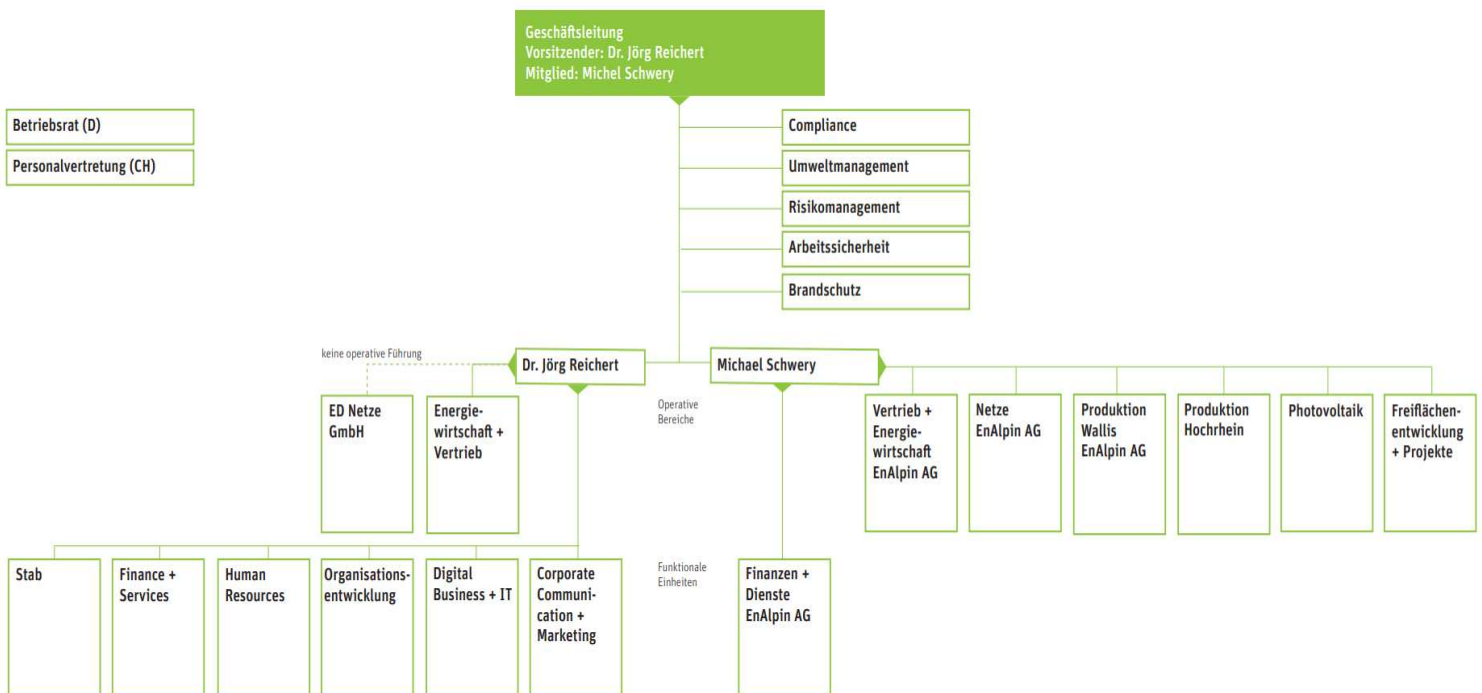 Geschäftsleitung
Vorsitzender: Dr. Jörg Reichert
Mitglied: Michel Schwery
Betriebsrat (D)
Personalvertretung (CH)
Compliance
Umweltmanagement
Risikomanagement
Arbeitssicherheit
Brandschutz
keine operative Führung
Dr. Jörg Reichert
Michael Schwery
ED Netze
GmbH
Energie-
wirtschaft +
Vertrieb
Operative
Bereiche
Vertrieb +
Energie-
wirtschaft
EnAlpin AG
Netze
EnAlpin AG
Produktion
Wallis
EnAlpin AG
Produktion
Hochrhein
Photovoltaik
Freiflächen-
entwicklung
+ Projekte
Stab
Finance +
Services
Human
Resources
Organisations-
entwicklung
Digital
Business + IT
Corporate
Communi-
cation +
Marketing
Funktionale
Einheiten
Finanzen +
Dienste
EnAlpin AG